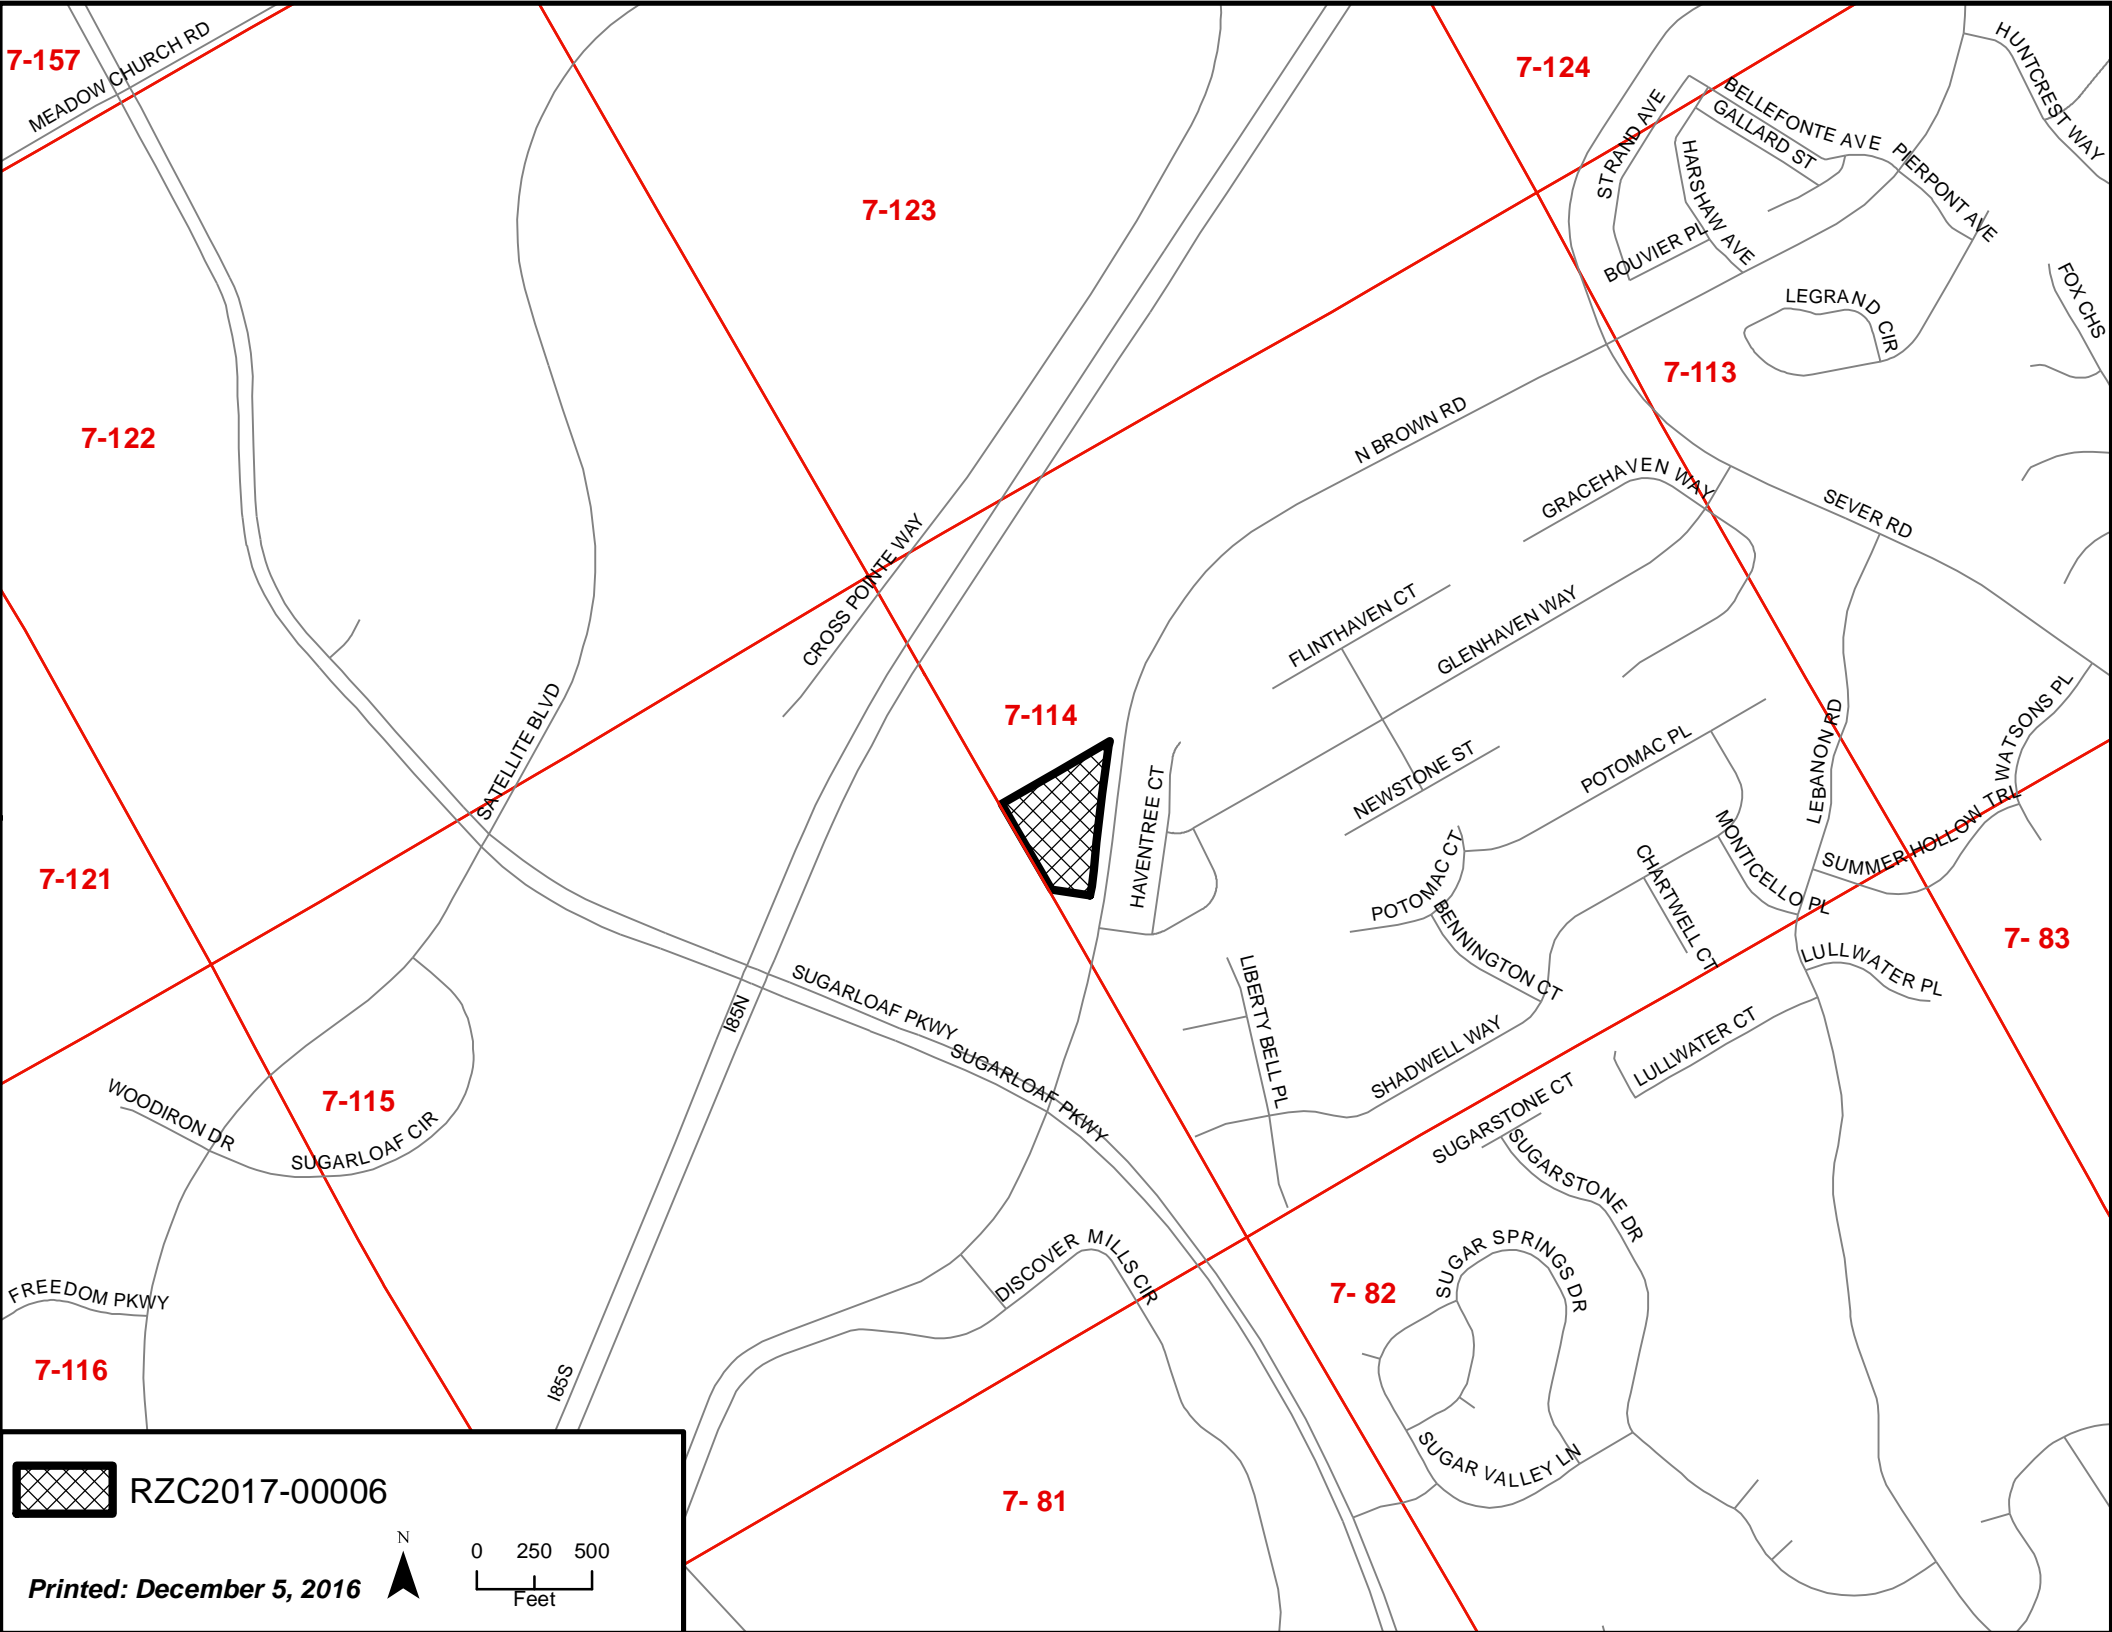 7-157
MEADOW CHURCH RD
7-124
HUNTCREST WAY
STRAND AVE
BELLEFONTE AVE
GALLARD ST
PIERPONT AVE
HARSHAW AVE
7-123
BOUVIER PL
FOX CHS
LEGRAND CIR
7-113
7-122
N BROWN RD
GRACEHAVEN WAY
SEVER RD
CROSS POINTE WAY
FLINTHAVEN CT
GLENHAVEN WAY
SATELLITE BLVD
7-114
WATSONS PL
LEBANON RD
POTOMAC PL
NEWSTONE ST
HAVENTREE CT
SUMMER HOLLOW TRL
MONTICELLO PL
7-121
POTOMAC CT
CHARTWELL CT
BENNINGTON CT
7- 83
LULLWATER PL
LIBERTY BELL PL
SUGARLOAF PKWY
I85N
SUGARLOAF PKWY
SHADWELL WAY
LULLWATER CT
WOODIRON DR
7-115
SUGARLOAF CIR
SUGARSTONE CT
SUGARSTONE DR
DISCOVER MILLS CIR
SUGAR SPRINGS DR
FREEDOM PKWY
7- 82
7-116
I85S
SUGAR VALLEY LN
7- 81
RZC2017-00006
N
0 250 500
Feet
Printed: December 5, 2016